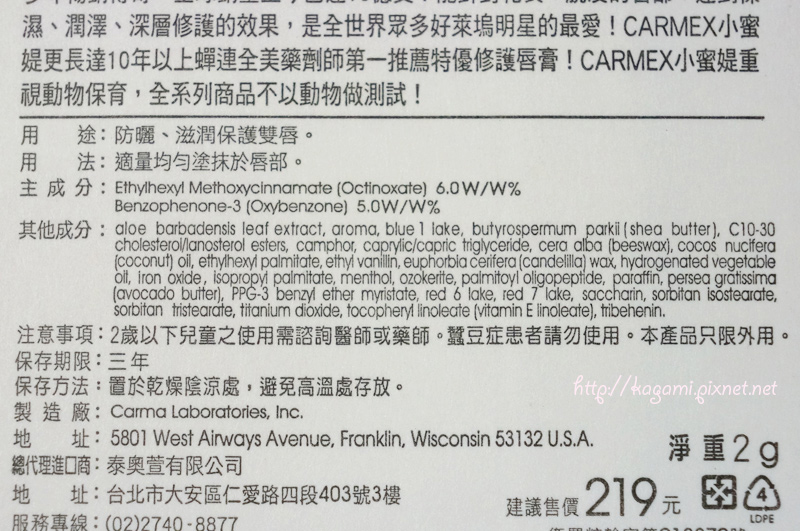 濕、潤澤、深層修護的效果，是全世界眾多好萊塢明星的最愛！CARMEX小蜜
媞更長達10年以上蟬連全美藥劑師第一推薦特優修護唇膏！CARMEX小蜜媞重
視動物保育，全系列商品不以動物做測試！
用　　途：防曬、滋潤保護雙唇。
用　　法：適量均勻塗抹於唇部。
主 成 分：Ethylhexyl Methoxycinnamate (Octinoxate) 6.0W/W%
Benzophenone-3 (Oxybenzone) 5.0W/W%
其他成分：aloe barbadensis leaf extract, aroma, blue 1 lake, butyrospermum parkii (shea butter), C10-30
cholesterol/lanosterol esters, camphor, caprylic/capric triglyceride, cera alba (beeswax), cocos nucifera
(coconut) oil, ethylhexyl palmitate, ethyl vanillin, euphorbia cerifera (candelilla) wax, hydrogenated vegetable
oil, iron oxide, isopropyl palmitate, menthol, ozokerite, palmitoyl oligopeptide, paraffin, persea gratissima
(avocado butter), PPG-3 benzyl ether myristate, red 6 lake, red 7 lake, saccharin, sorbitan isostearate,
sorbitan tristearate, titanium dioxide, tocopheryl linoleate (vitamin E linoleate), tribehenin.
注意事項：2歲以下兒童之使用需諮詢醫師或藥師。蠶豆症患者請勿使用。本產品只限外用。
保存期限：三年
保存方法：置於乾燥陰涼處，避免高溫處存放。
http://kagami.pixnet.net
製 造 廠：Carma Laboratories, Inc.
地　　址：5801 West Airways Avenue, Franklin, Wisconsin 53132 U.S.A.
淨 重 2 g
總代理進口商：泰奧萱有限公司
地　　址：台北市大安區仁愛路四段403號3樓
建議售價 219元
4
LDPE
服務專線：(02)2740-8877